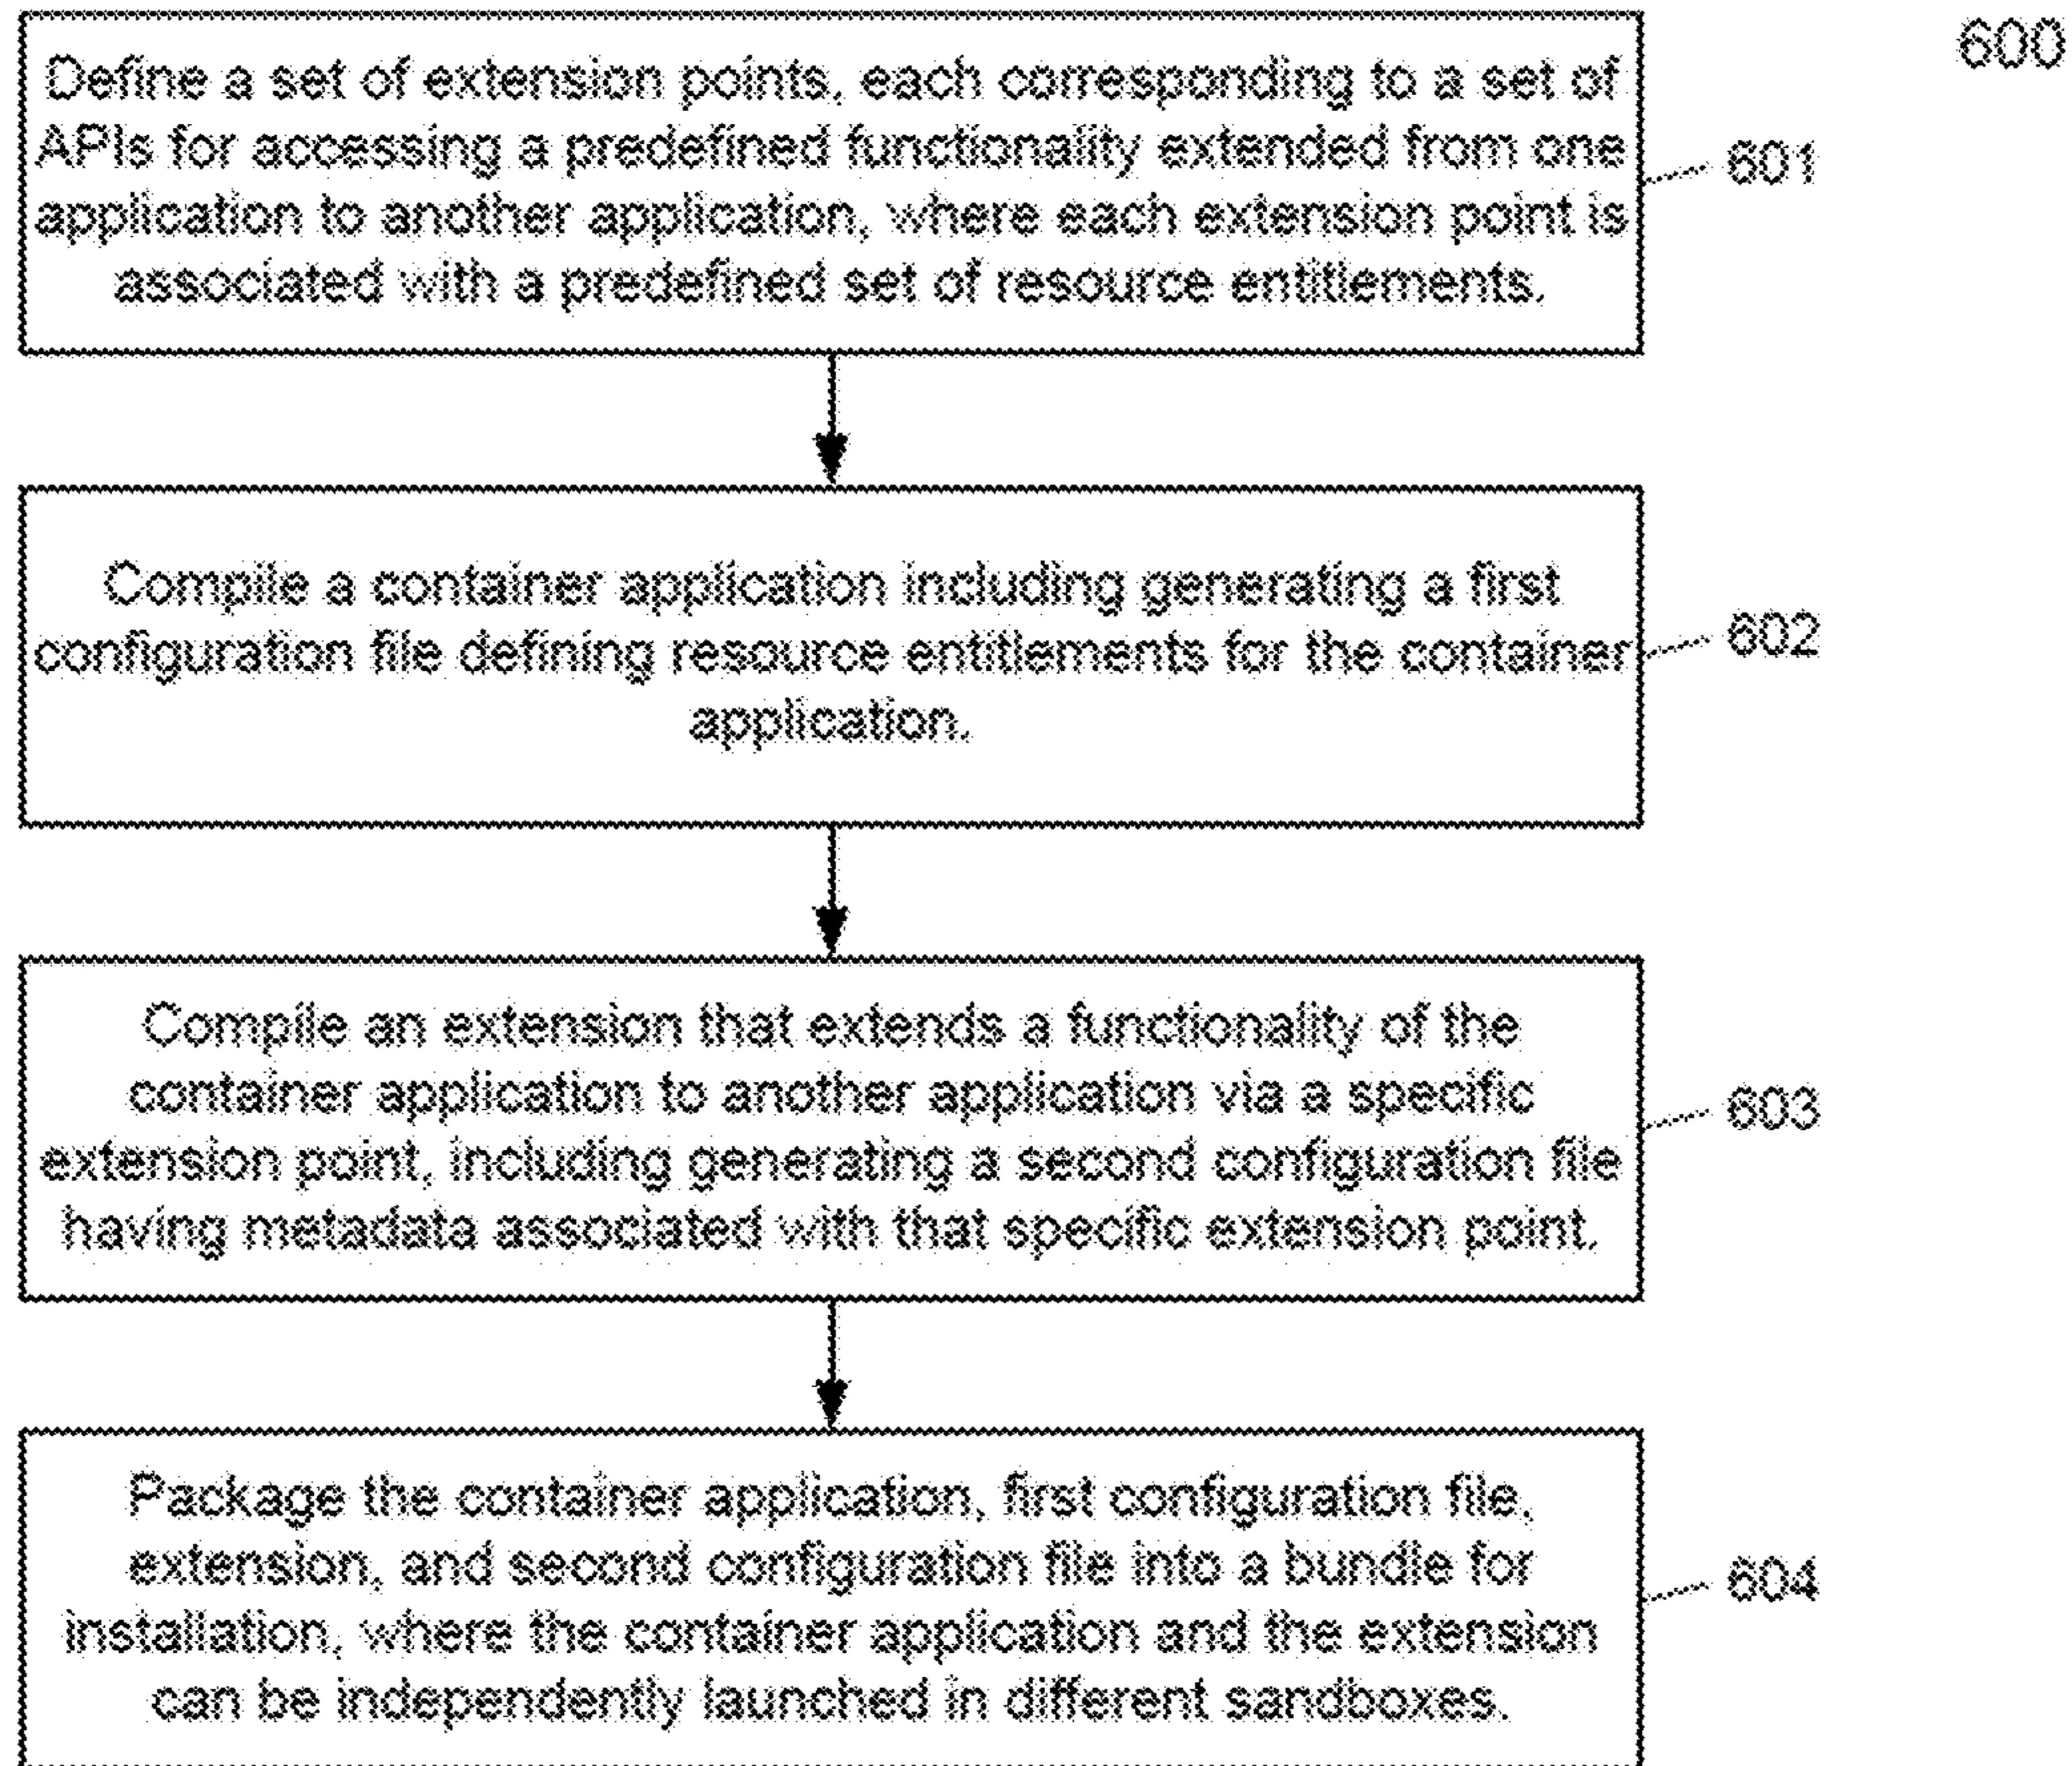 600
Define a set of extension points, each corresponding to a set of
APIs for accessing a predefined functionality extended from one
application to another application, where each extension point is
associated with a predefined set of resource entitlements.
601
Compile a container application including generating a first
configuration file defining resource entitlements for the container
application.
602
Compile an extension that extends a functionality of the
container application to another application via a specific
extension point, including generating a second configuration file
having metadata associated with that specific extension point.
603
Package the container application, first configuration file,
extension, and second configuration file into a bundle for
installation, where the container application and the extension
can be independently launched in different sandboxes.
604